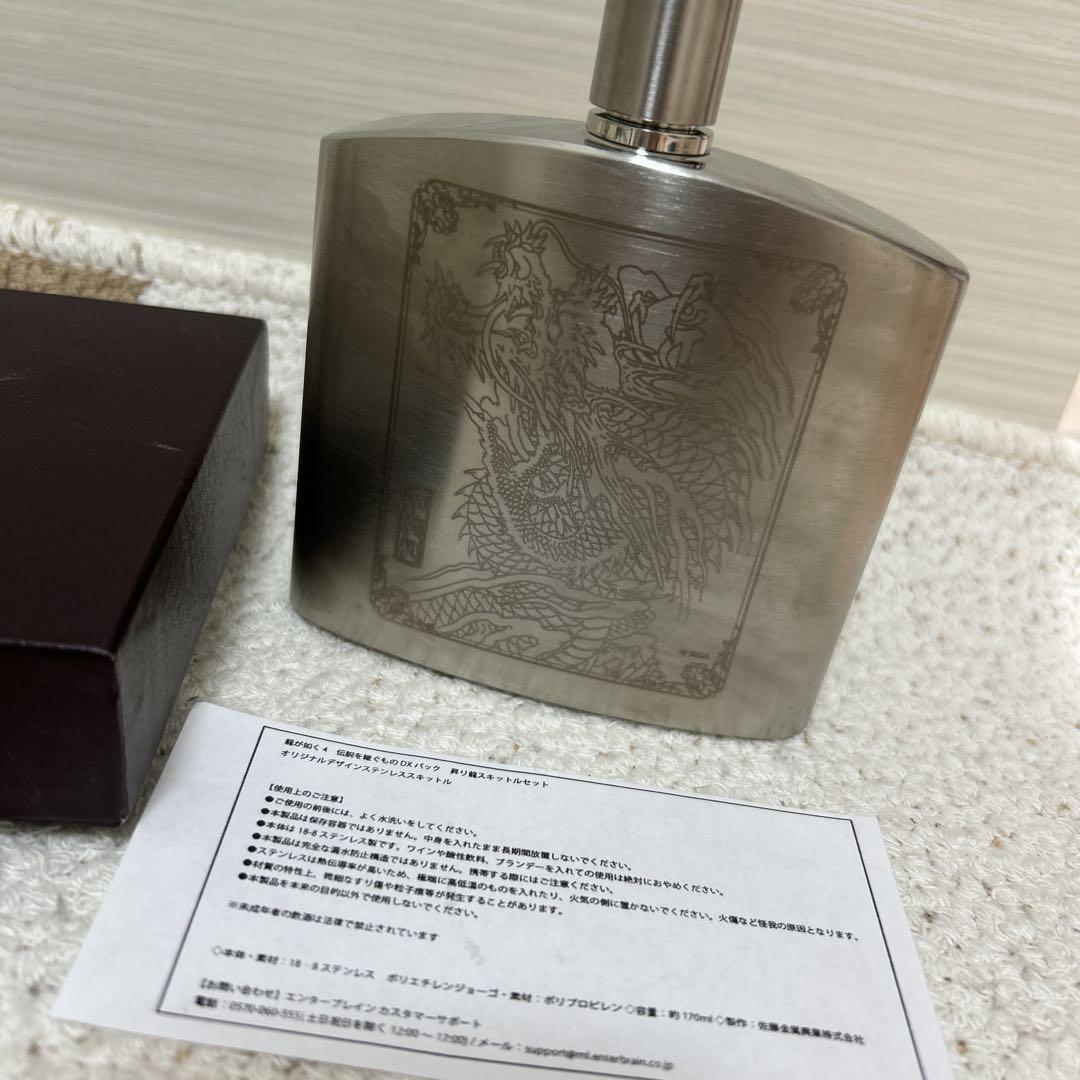 © SEGA
龍が如く4　伝説を継ぐもの DXパック　昇り龍スキットルセット
オリジナルデザインステンレススキットル
【使用上のご注意】
●ご使用の前後には、よく水洗いをしてください。
●本製品は保存容器ではありません。中身を入れたまま長期間放置しないでください。
●本体は18-8ステンレス製です。ワインや酸性飲料、ブランデーを入れての使用は絶対におやめください。
●本製品は完全な漏水防止構造ではありません。携帯する際にはご注意ください。
●ステンレスは熱伝導率が高いため、極端に高低温のものを入れたり、火気の側に置かないでください。火傷など怪我の原因となります。
●材質の特性上、微細なすり傷や粒子痕等が発生することがあります。
●本製品を本来の目的以外で使用しないでください。
※未成年者の飲酒は法律で禁止されています
◇本体・素材：18‐8ステンレス　ポリエチレンジョーゴ・素材：ポリプロピレン◇容量：約170ml◇製作：佐藤金属興業株式会社
【お問い合わせ】エンターブレインカスタマーサポート
電話：0570-060-555(土日祝日を除く 12:00～17:00) / メール：support@ml.enterbrain.co.jp